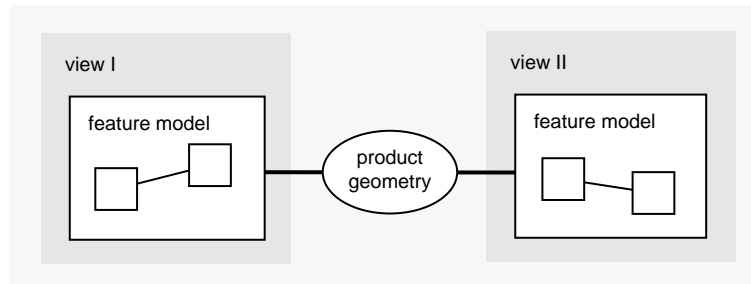 view I
feature model
product
geometry
view II
feature model